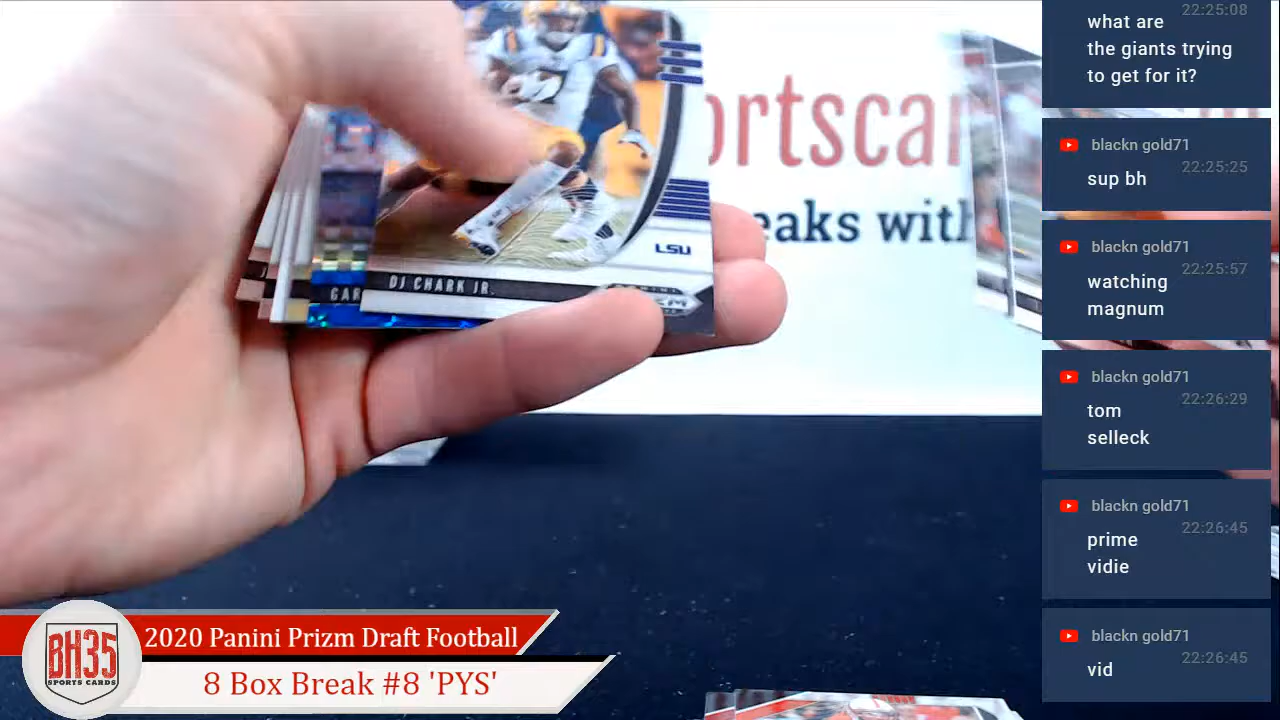 ortscar
eaks with
LSU
DJ CHARK JR.
PANINI
PRIZM
GAR
2020 Panini Prizm Draft Football
8 Box Break #8 'PYS'
BH35
SPORTS CARDS
22:25:08
what are
the giants trying
to get for it?
blackn gold71
22:25:25
sup bh
blackn gold71
22:25:57
watching
magnum
blackn gold71
22:26:29
tom
selleck
blackn gold71
22:26:45
prime
vidie
blackn gold71
22:26:45
vid